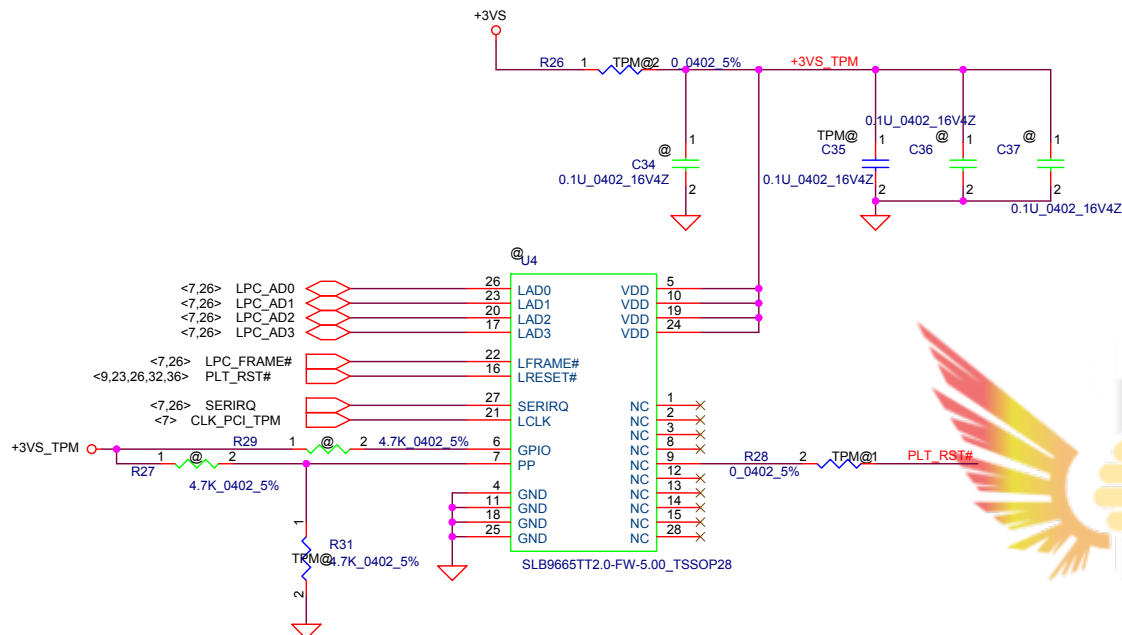 +3VS
R26 1 TPM@ 2 0_0402_5% +3VS_TPM
0.1U_0402_16V4Z
@ 1 TPM@ 1 @ 1 @ 1
C34 C35 C36 C37
0.1U_0402_16V4Z 0.1U_0402_16V4Z
2 2 2 2
0.1U_0402_16V4Z
@
U4
<7,26> LPC_AD0 26 LAD0 VDD 5
<7,26> LPC_AD1 23 LAD1 VDD 10
<7,26> LPC_AD2 20 LAD2 VDD 19
<7,26> LPC_AD3 17 LAD3 VDD 24
<7,26> LPC_FRAME# 22 LFRAME#
<9,23,26,32,36> PLT_RST# 16 LRESET#
<7,26> SERIRQ 27 SERIRQ NC 1
<7> CLK_PCI_TPM 21 LCLK NC 2
NC 3
+3VS_TPM R29 1 @ 2 4.7K_0402_5% 6 GPIO NC 8
R27 1 @ 2 4.7K_0402_5% 7 PP NC 9 R28 2 TPM@ 1 0_0402_5% PLT_RST#
NC 12
4 GND NC 13
11 GND NC 14
18 GND NC 15
25 GND NC 28
1
R31
TPM@ 4.7K_0402_5%
2
SLB9665TT2.0-FW-5.00_TSSOP28